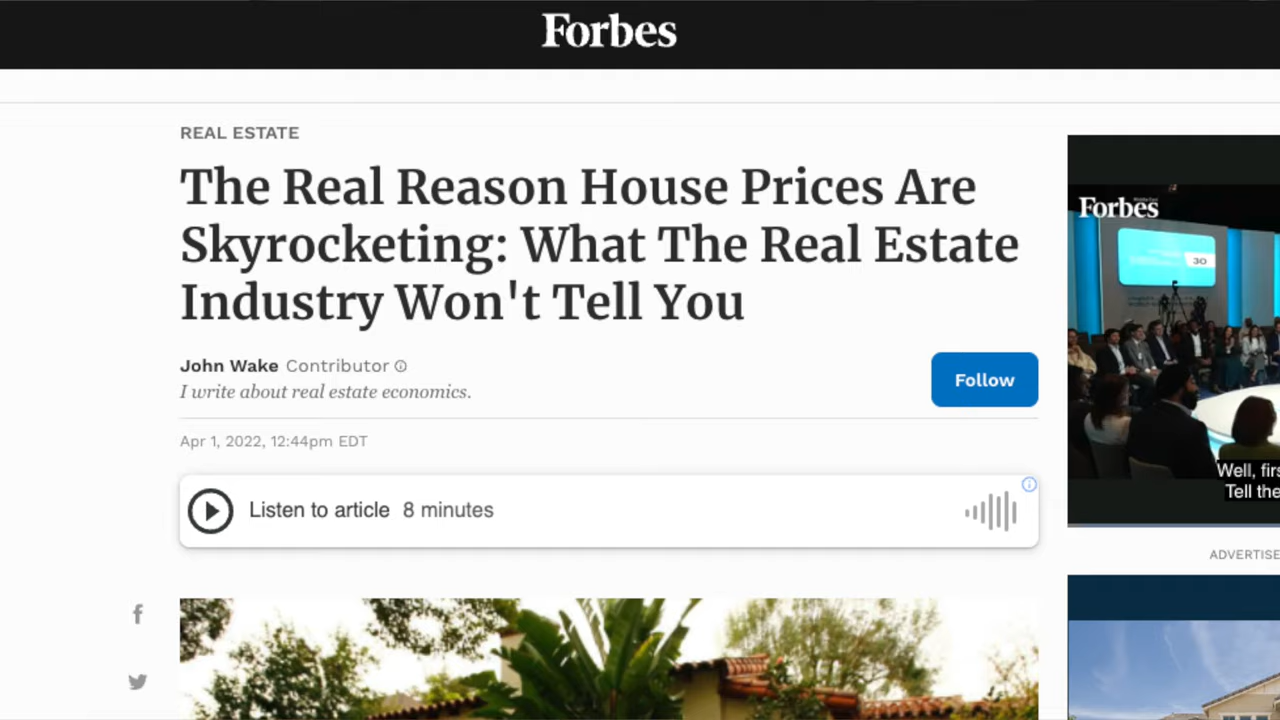 Forbes
REAL ESTATE
The Real Reason House Prices Are
Skyrocketing: What The Real Estate
Industry Won't Tell You
John Wake Contributor
I write about real estate economics.
Follow
Apr 1, 2022, 12:44pm EDT
Listen to article 8 minutes
Forbes
30
Well, firs
Tell the
ADVERTISE